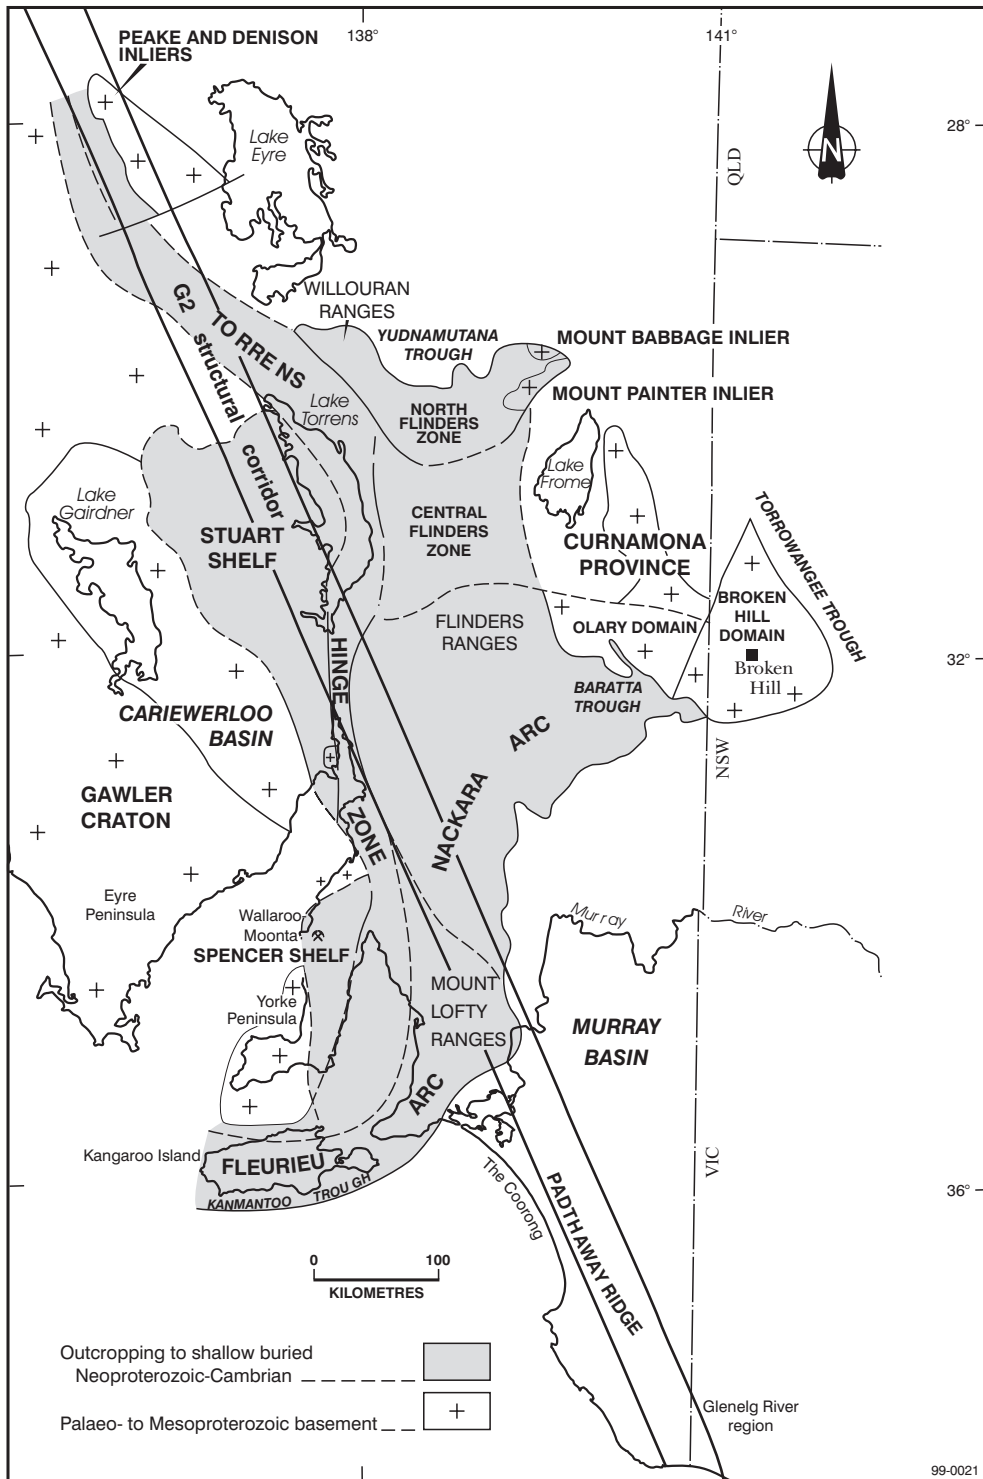 138°
141°
PEAKE AND DENISON
INLIERS
28°
Lake
Eyre
N
QLD
WILLOURAN
RANGES
G2 structural corridor
TORRENS
YUDNAMUTANA
TROUGH
MOUNT BABBAGE INLIER
MOUNT PAINTER INLIER
Lake
Torrens
NORTH
FLINDERS
ZONE
Lake
Frome
Lake
Gairdner
CENTRAL
FLINDERS
ZONE
STUART
SHELF
CURNAMONA
PROVINCE
TORROWANGEE TROUGH
BROKEN
HILL
DOMAIN
FLINDERS
RANGES
OLARY DOMAIN
HINGE
32°
Broken
Hill
BARATTA
TROUGH
CARIEWERLOO
BASIN
ARC
NSW
GAWLER
CRATON
NACKARA
ZONE
Eyre
Peninsula
Wallaroo
Moonta
Murray
River
SPENCER SHELF
MOUNT
LOFTY
RANGES
Yorke
Peninsula
MURRAY
BASIN
ARC
Kangaroo Island
FLEURIEU
KANMANTOO TROUGH
The Coorong
VIC
36°
PADTHAWAY RIDGE
0
100
KILOMETRES
Outcropping to shallow buried
Neoproterozoic-Cambrian
Palaeo- to Mesoproterozoic basement
Glenelg River
region
99-0021